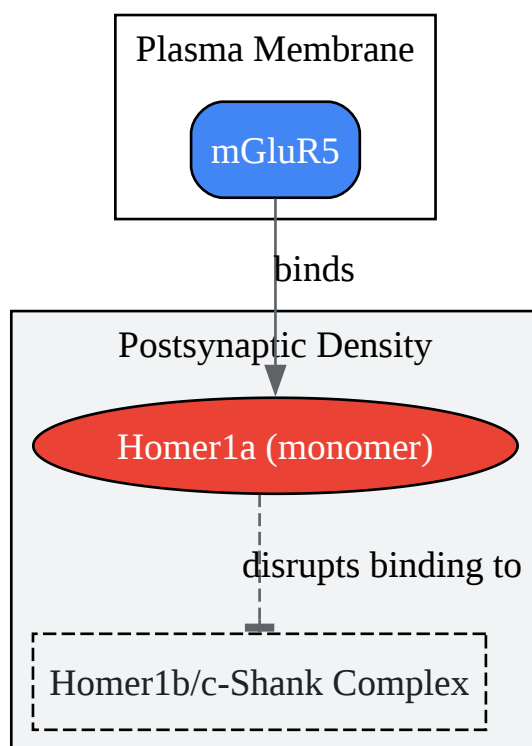 Plasma Membrane
mGluR5
binds
Postsynaptic Density
Homer1a (monomer)
disrupts binding to
Homer1b/c-Shank Complex